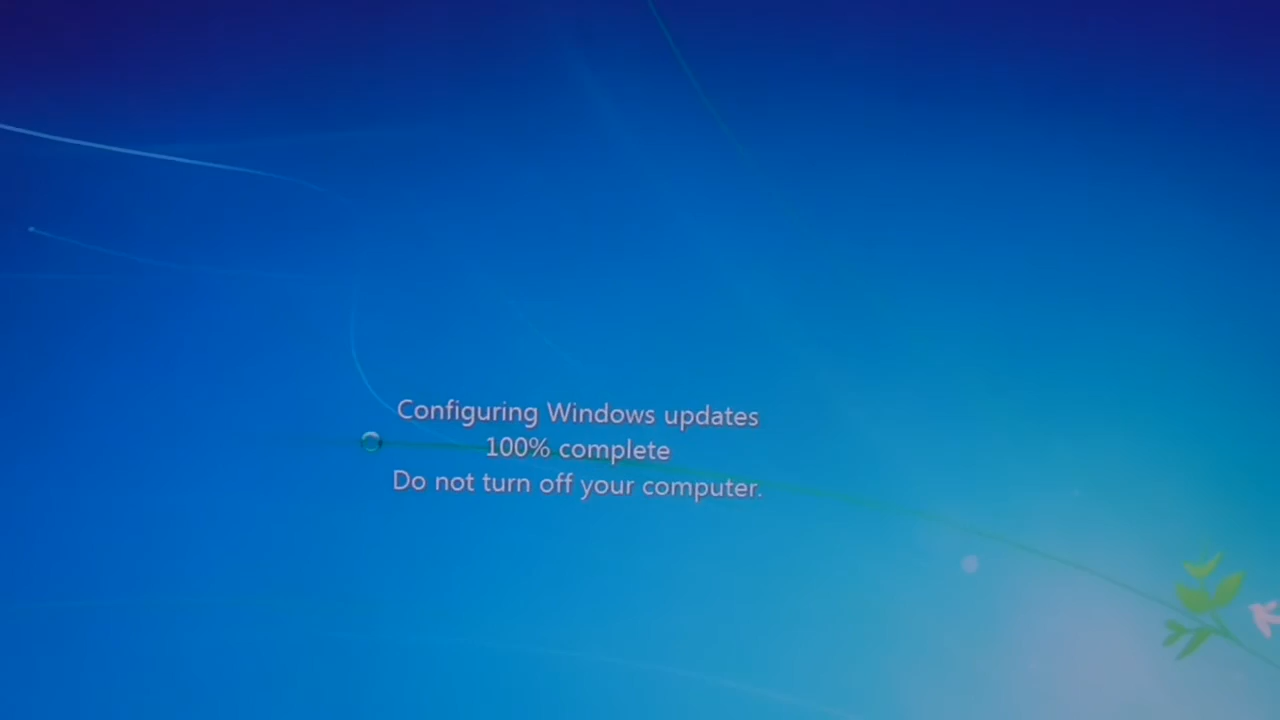 Configuring Windows updates
100% complete
Do not turn off your computer.